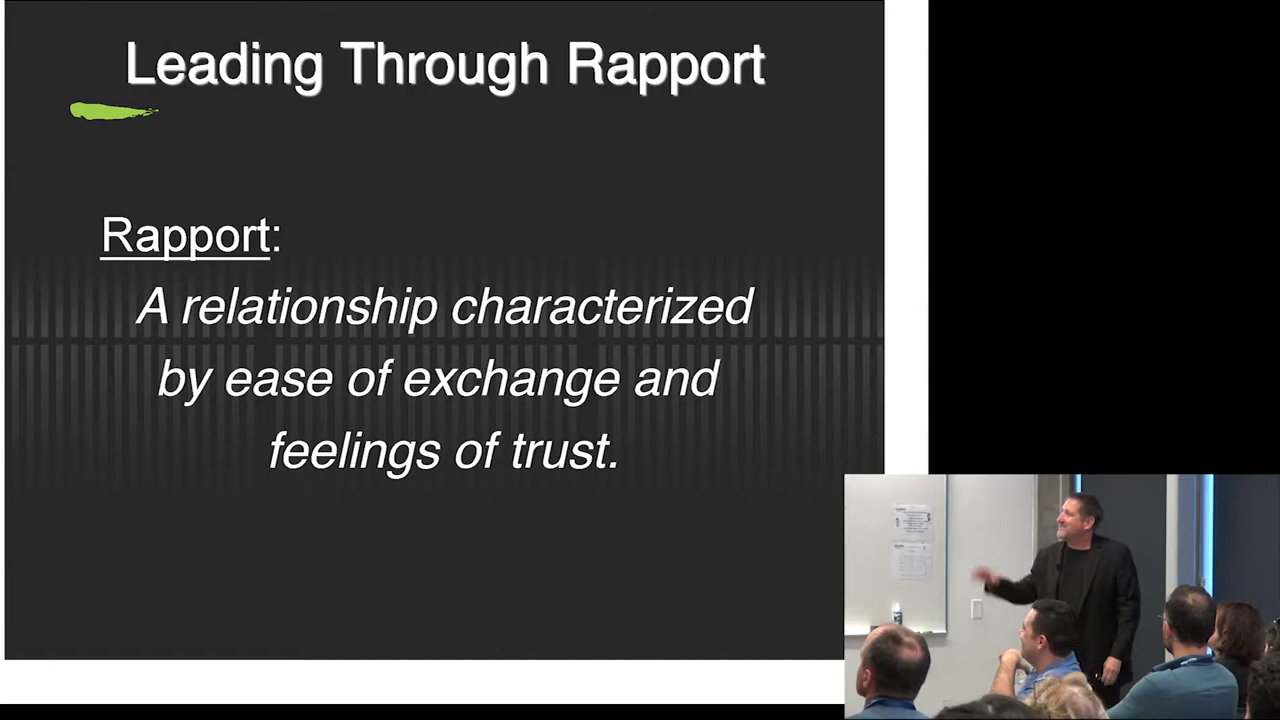 Leading Through Rapport
Rapport:
A relationship characterized
by ease of exchange and
feelings of trust.